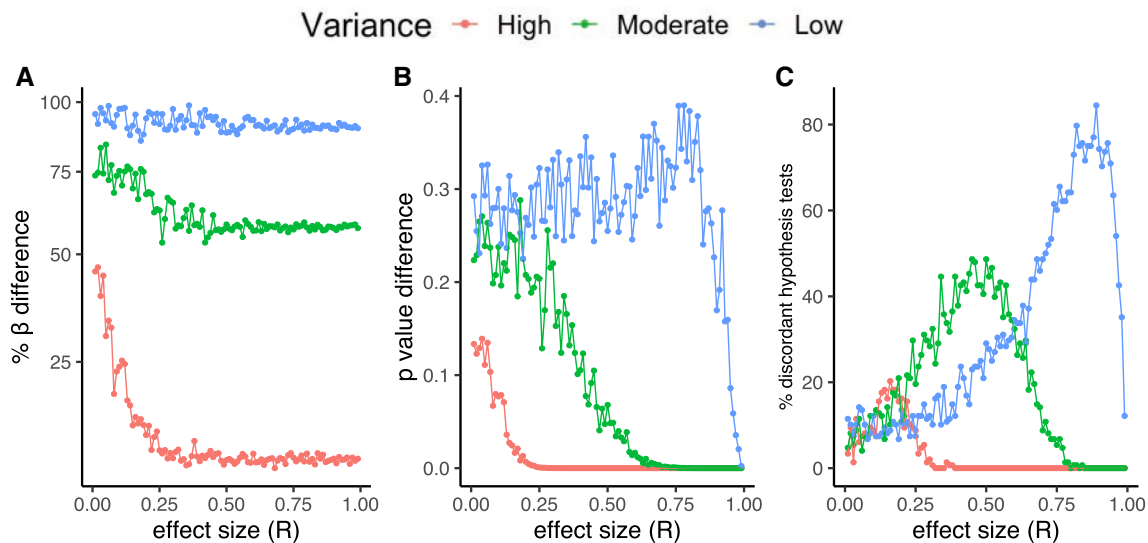 Variance High Moderate Low
A
% β difference
100
75
50
25
0.00 0.25 0.50 0.75 1.00
effect size (R)
B
p value difference
0.4
0.3
0.2
0.1
0.0
0.00 0.25 0.50 0.75 1.00
effect size (R)
C
% discordant hypothesis tests
80
60
40
20
0
0.00 0.25 0.50 0.75 1.00
effect size (R)